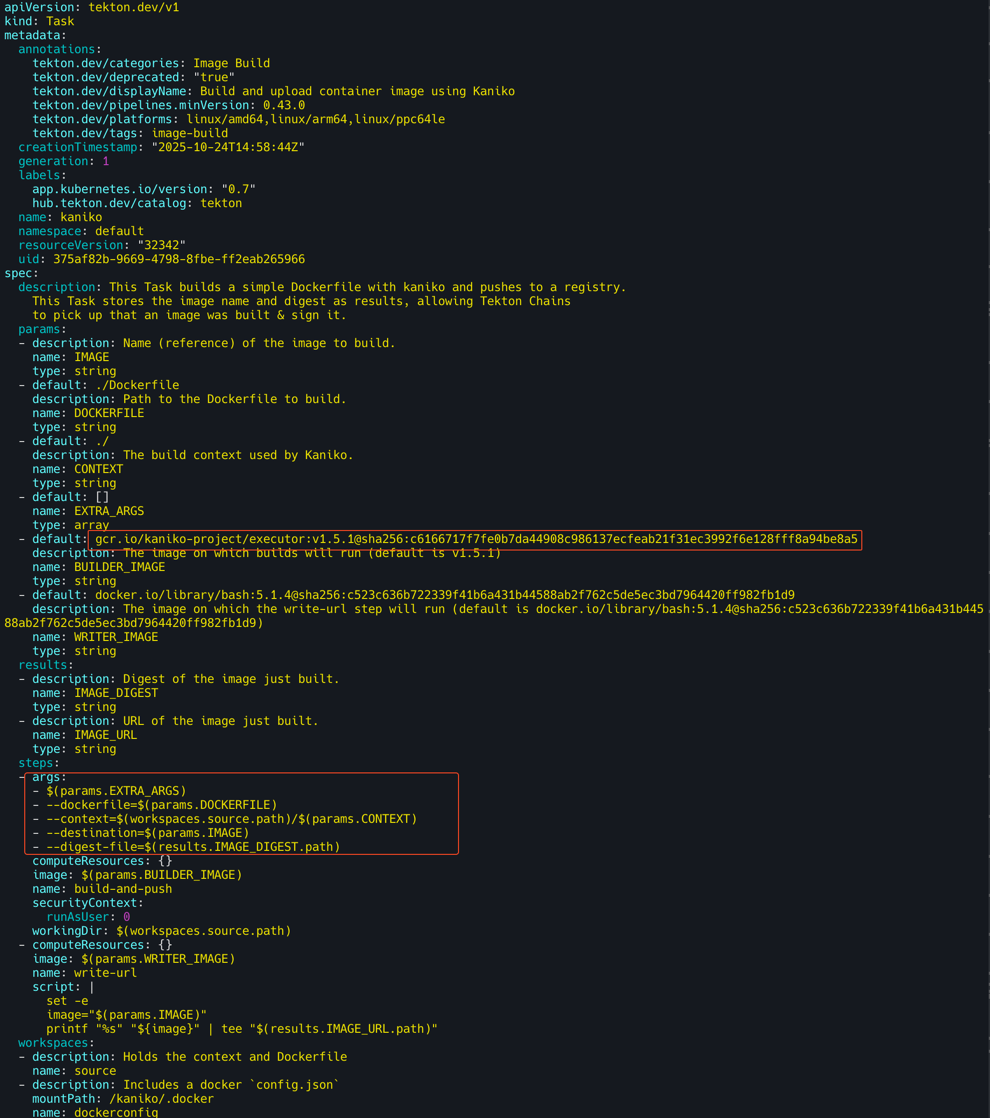 apiVersion: tekton.dev/v1
kind: Task
metadata:
  annotations:
    tekton.dev/categories: Image Build
    tekton.dev/deprecated: "true"
    tekton.dev/displayName: Build and upload container image using Kaniko
    tekton.dev/pipelines.minVersion: 0.43.0
    tekton.dev/platforms: linux/amd64,linux/arm64,linux/ppc64le
    tekton.dev/tags: image-build
  creationTimestamp: "2025-10-24T14:58:44Z"
  generation: 1
  labels:
    app.kubernetes.io/version: "0.7"
    hub.tekton.dev/catalog: tekton
  name: kaniko
  namespace: default
  resourceVersion: "32342"
  uid: 375af82b-9669-4798-8fbe-ff2eab265966
spec:
  description: This Task builds a simple Dockerfile with kaniko and pushes to a registry.
    This Task stores the image name and digest as results, allowing Tekton Chains
    to pick up that an image was built & sign it.
  params:
  - description: Name (reference) of the image to build.
    name: IMAGE
    type: string
  - default: ./Dockerfile
    description: Path to the Dockerfile to build.
    name: DOCKERFILE
    type: string
  - default: ./
    description: The build context used by Kaniko.
    name: CONTEXT
    type: string
  - default: []
    name: EXTRA_ARGS
    type: array
  - default: gcr.io/kaniko-project/executor:v1.5.1@sha256:c6166717f7fe0b7da44908c986137ecfeab21f31ec3992f6e128fff8a94be8a5
    description: The image on which builds will run (default is v1.5.1)
    name: BUILDER_IMAGE
    type: string
  - default: docker.io/library/bash:5.1.4@sha256:c523c636b722339f41b6a431b44588ab2f762c5de5ec3bd7964420ff982fb1d9
    description: The image on which the write-url step will run (default is docker.io/library/bash:5.1.4@sha256:c523c636b722339f41b6a431b445
88ab2f762c5de5ec3bd7964420ff982fb1d9)
    name: WRITER_IMAGE
    type: string
  results:
  - description: Digest of the image just built.
    name: IMAGE_DIGEST
    type: string
  - description: URL of the image just built.
    name: IMAGE_URL
    type: string
  steps:
  - args:
    - $(params.EXTRA_ARGS)
    - --dockerfile=$(params.DOCKERFILE)
    - --context=$(workspaces.source.path)/$(params.CONTEXT)
    - --destination=$(params.IMAGE)
    - --digest-file=$(results.IMAGE_DIGEST.path)
    computeResources: {}
    image: $(params.BUILDER_IMAGE)
    name: build-and-push
    securityContext:
      runAsUser: 0
    workingDir: $(workspaces.source.path)
  - computeResources: {}
    image: $(params.WRITER_IMAGE)
    name: write-url
    script: |
      set -e
      image="$(params.IMAGE)"
      printf "%s" "${image}" | tee "$(results.IMAGE_URL.path)"
  workspaces:
  - description: Holds the context and Dockerfile
    name: source
  - description: Includes a docker `config.json`
    mountPath: /kaniko/.docker
    name: dockerconfig